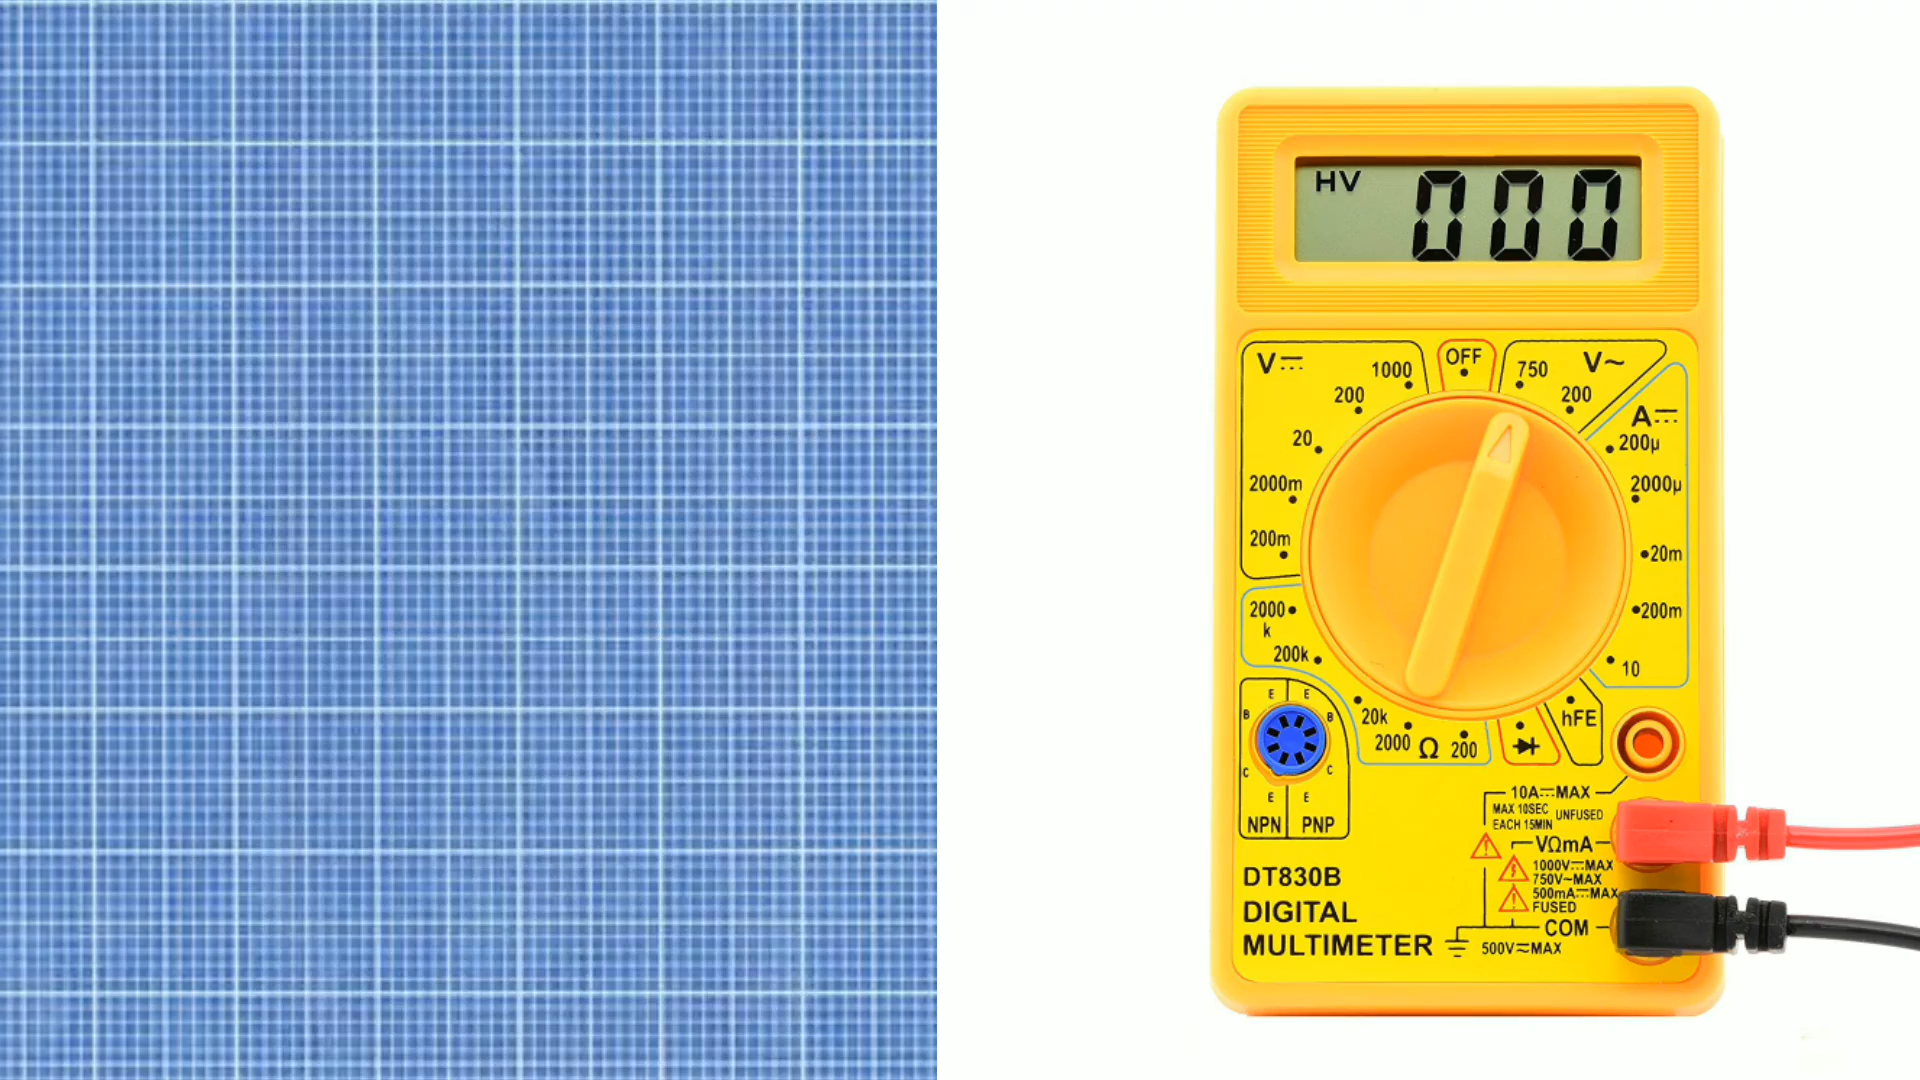 HV 000
V⎓
1000
OFF
750
V~
200
200
A⎓
20
200µ
2000m
2000µ
200m
20m
2000
k
200m
200k
10
E E
B B
20k
hFE
2000 Ω 200
C C
E E
10A⎓MAX
MAX 10SEC
EACH 15MIN
UNFUSED
NPN PNP
VΩmA
1000V⎓MAX
750V~MAX
500mA⎓MAX
FUSED
DT830B
DIGITAL
COM
MULTIMETER
500V⎓MAX